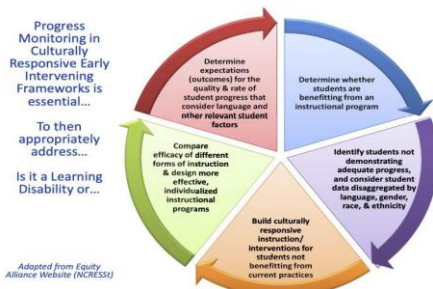 Progress
Monitoring in
Culturally
Responsive Early
Intervening
Frameworks is
essential...
To then
appropriately
address...
Is it a Learning
Disability or...
Adapted from Equity
Alliance Website (NCRESSt)
Determine
expectations
(outcomes) for the
quality & rate of
student progress that
consider language and
other relevant student
factors
Determine whether
students are
benefitting from an
instructional program
Identify students not
demonstrating
adequate progress,
and consider student
data disaggregated by
language, gender,
race, & ethnicity
Build culturally
responsive
instruction/
interventions for
students not
benefitting from
current practices
Compare
efficacy of different
forms of instruction
& design more
effective,
individualized
instructional
programs